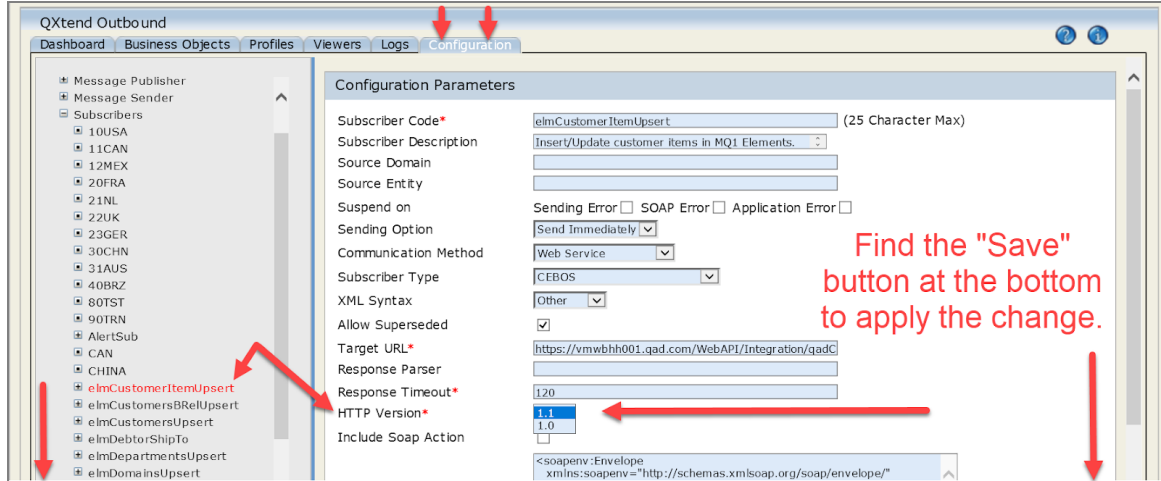 QXtend Outbound
Dashboard Business Objects Profiles Viewers Logs Configuration
Message Publisher
Message Sender
Subscribers
10USA
11CAN
12MEX
20FRA
21NL
22UK
23GER
30CHN
31AUS
40BRZ
80TST
90TRN
AlertSub
CAN
CHINA
elmCustomerItemUpsert
elmCustomersBRelUpsert
elmCustomersUpsert
elmDebtorShipTo
elmDepartmentsUpsert
elmDomainsUpsert
Configuration Parameters
Subscriber Code* elmCustomerItemUpsert (25 Character Max)
Subscriber Description Insert/Update customer items in MQ1 Elements.
Source Domain
Source Entity
Suspend on Sending Error SOAP Error Application Error
Sending Option Send Immediately
Communication Method Web Service
Subscriber Type CEBOS
XML Syntax Other
Allow Superseded
Target URL* https://vmwbhh001.qad.com/WebAPI/Integration/qadC
Response Parser
Response Timeout* 120
HTTP Version* 1.1
1.0
Include Soap Action
<soapenv:Envelope
xmlns:soapenv="http://schemas.xmlsoap.org/soap/envelope/"
Find the "Save"
button at the bottom
to apply the change.